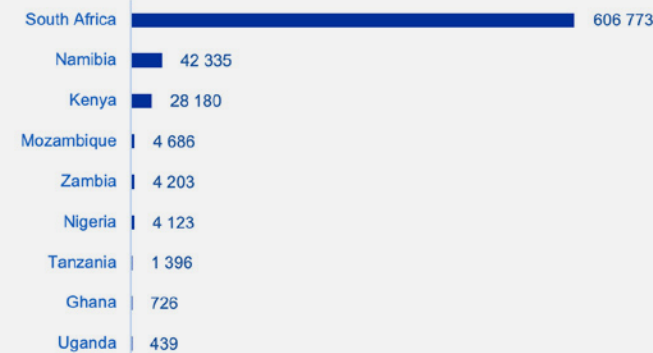 South Africa 606 773
Namibia 42 335
Kenya 28 180
Mozambique 4 686
Zambia 4 203
Nigeria 4 123
Tanzania 1 396
Ghana 726
Uganda 439